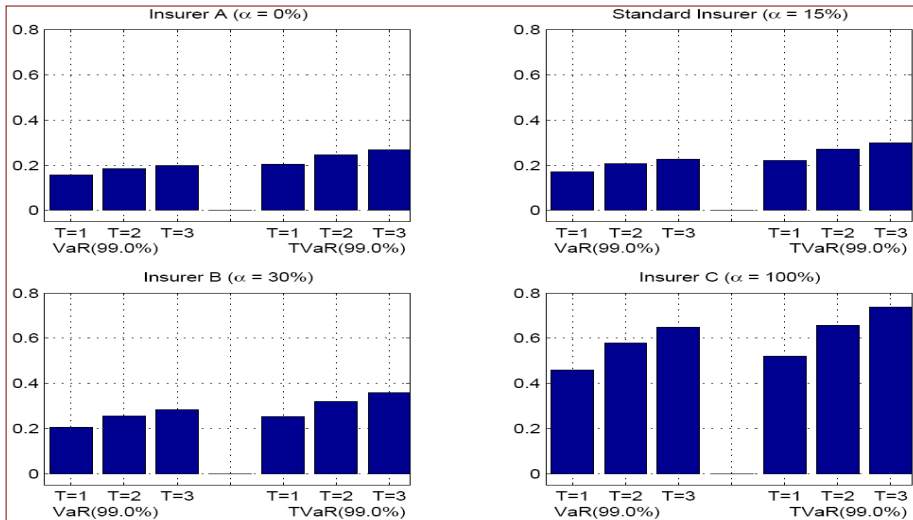 Insurer A (α = 0%)
0.8
0.6
0.4
0.2
0
T=1 T=2 T=3 T=1 T=2 T=3
VaR(99.0%) TVaR(99.0%)
Standard Insurer (α = 15%)
0.8
0.6
0.4
0.2
0
T=1 T=2 T=3 T=1 T=2 T=3
VaR(99.0%) TVaR(99.0%)
Insurer B (α = 30%)
0.8
0.6
0.4
0.2
0
T=1 T=2 T=3 T=1 T=2 T=3
VaR(99.0%) TVaR(99.0%)
Insurer C (α = 100%)
0.8
0.6
0.4
0.2
0
T=1 T=2 T=3 T=1 T=2 T=3
VaR(99.0%) TVaR(99.0%)